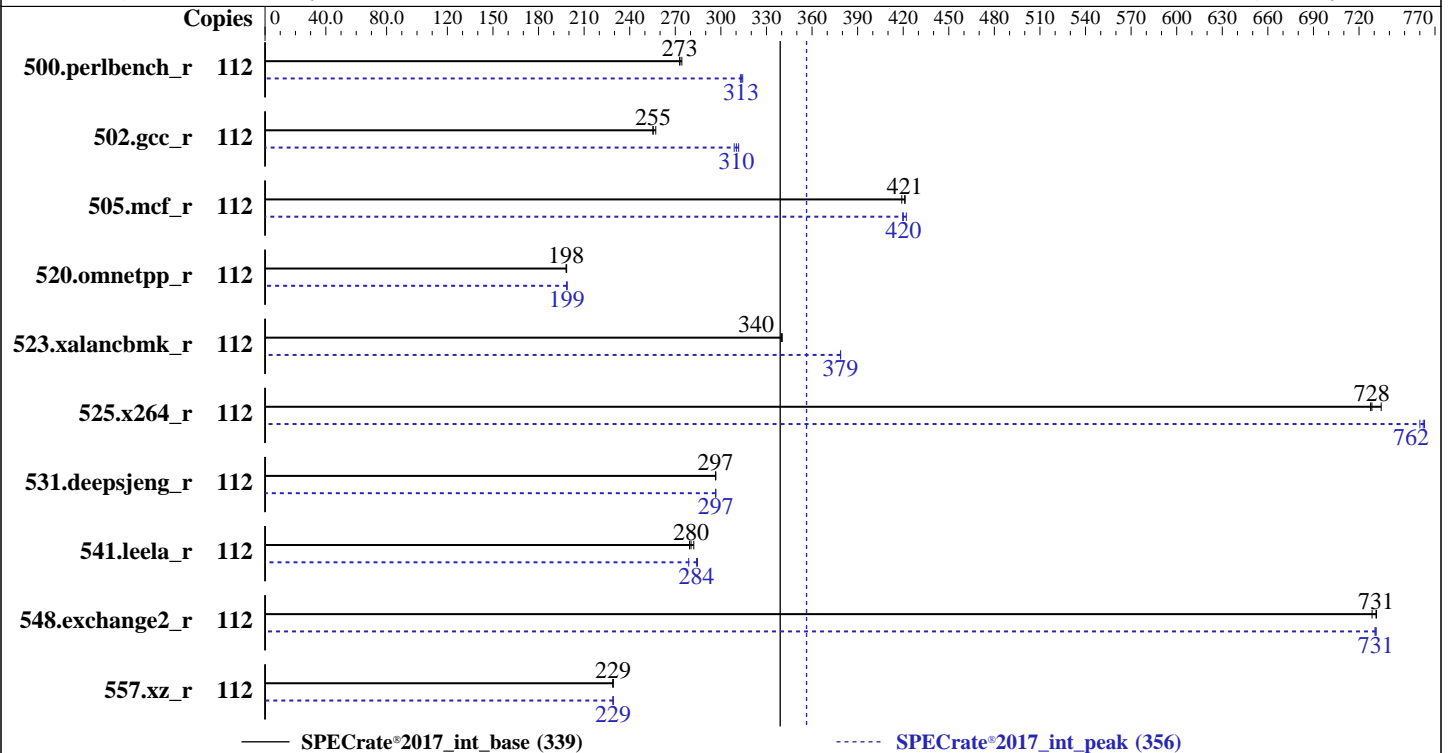 Copies 0 40.0 80.0 120 150 180 210 240 270 300 330 360 390 420 450 480 510 540 570 600 630 660 690 720 770
273
500.perlbench_r 112
313
255
502.gcc_r 112
310
421
505.mcf_r 112
420
198
520.omnetpp_r 112
199
340
523.xalancbmk_r 112
379
728
525.x264_r 112
762
297
531.deepsjeng_r 112
297
280
541.leela_r 112
284
731
548.exchange2_r 112
731
229
557.xz_r 112
229
SPECrate®2017_int_base (339) SPECrate®2017_int_peak (356)